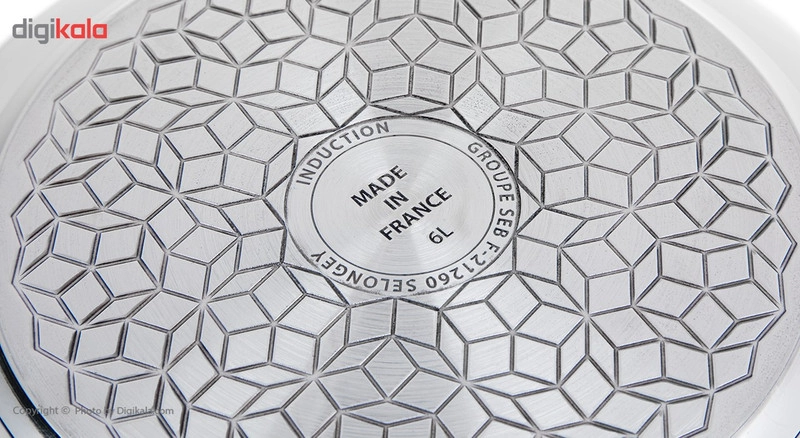 digikala
INDUCTION
GROUPE SEB F-21260 SELONGEY
MADE
IN
FRANCE
6L
Copyright © Photo by Digikala.com